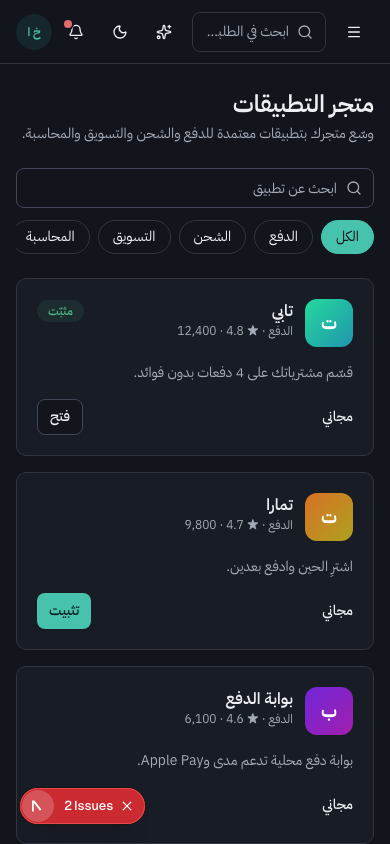 ابحث في الطلب...
خ ا
متجر التطبيقات
وسّع متجرك بتطبيقات معتمدة للدفع والشحن والتسويق والمحاسبة.
ابحث عن تطبيق
الكل
الدفع
الشحن
التسويق
المحاسبة
ت
تابي
مثبّت
الدفع · ★ 4.8 · 12,400
قسّم مشترياتك على 4 دفعات بدون فوائد.
مجاني
فتح
ت
تمارا
الدفع · ★ 4.7 · 9,800
اشترِ الحين وادفع بعدين.
مجاني
تثبيت
ب
بوابة الدفع
الدفع · ★ 4.6 · 6,100
بوابة دفع محلية تدعم مدى وApple Pay.
مجاني
2 Issues